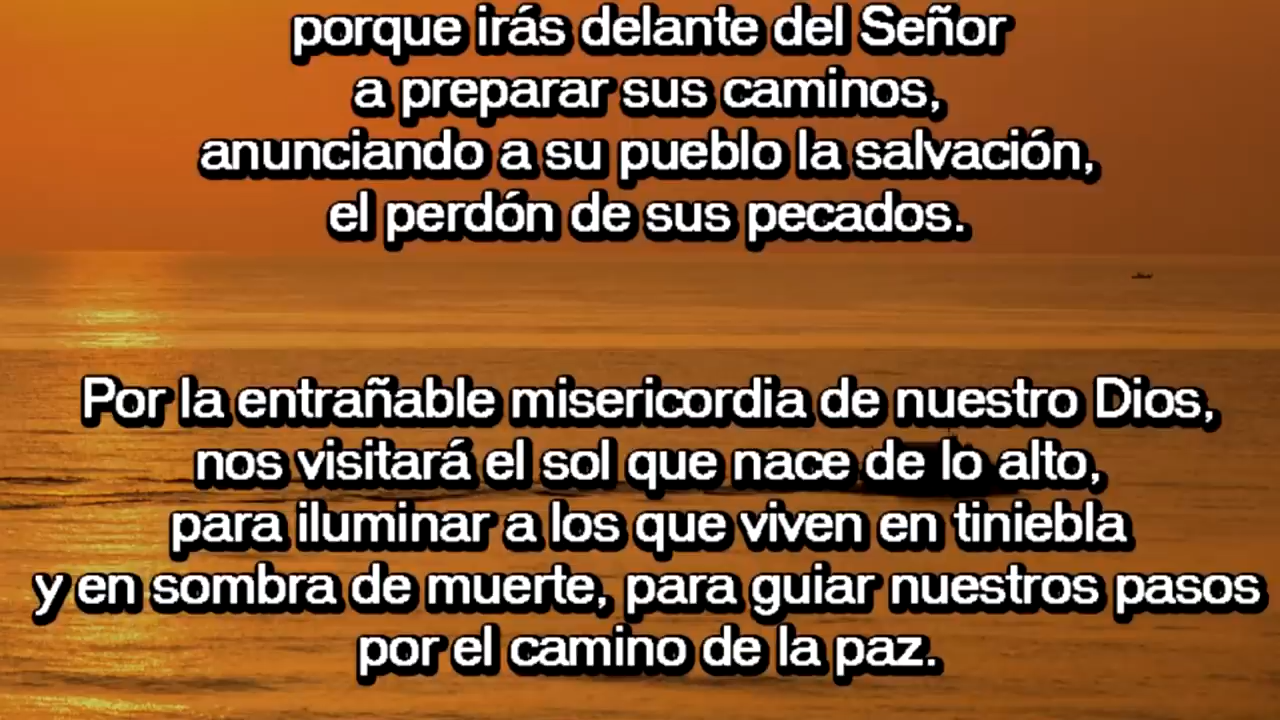 porque irás delante del Señor
a preparar sus caminos,
anunciando a su pueblo la salvación,
el perdón de sus pecados.
Por la entrañable misericordia de nuestro Dios,
nos visitará el sol que nace de lo alto,
para iluminar a los que viven en tiniebla
y en sombra de muerte, para guiar nuestros pasos
por el camino de la paz.